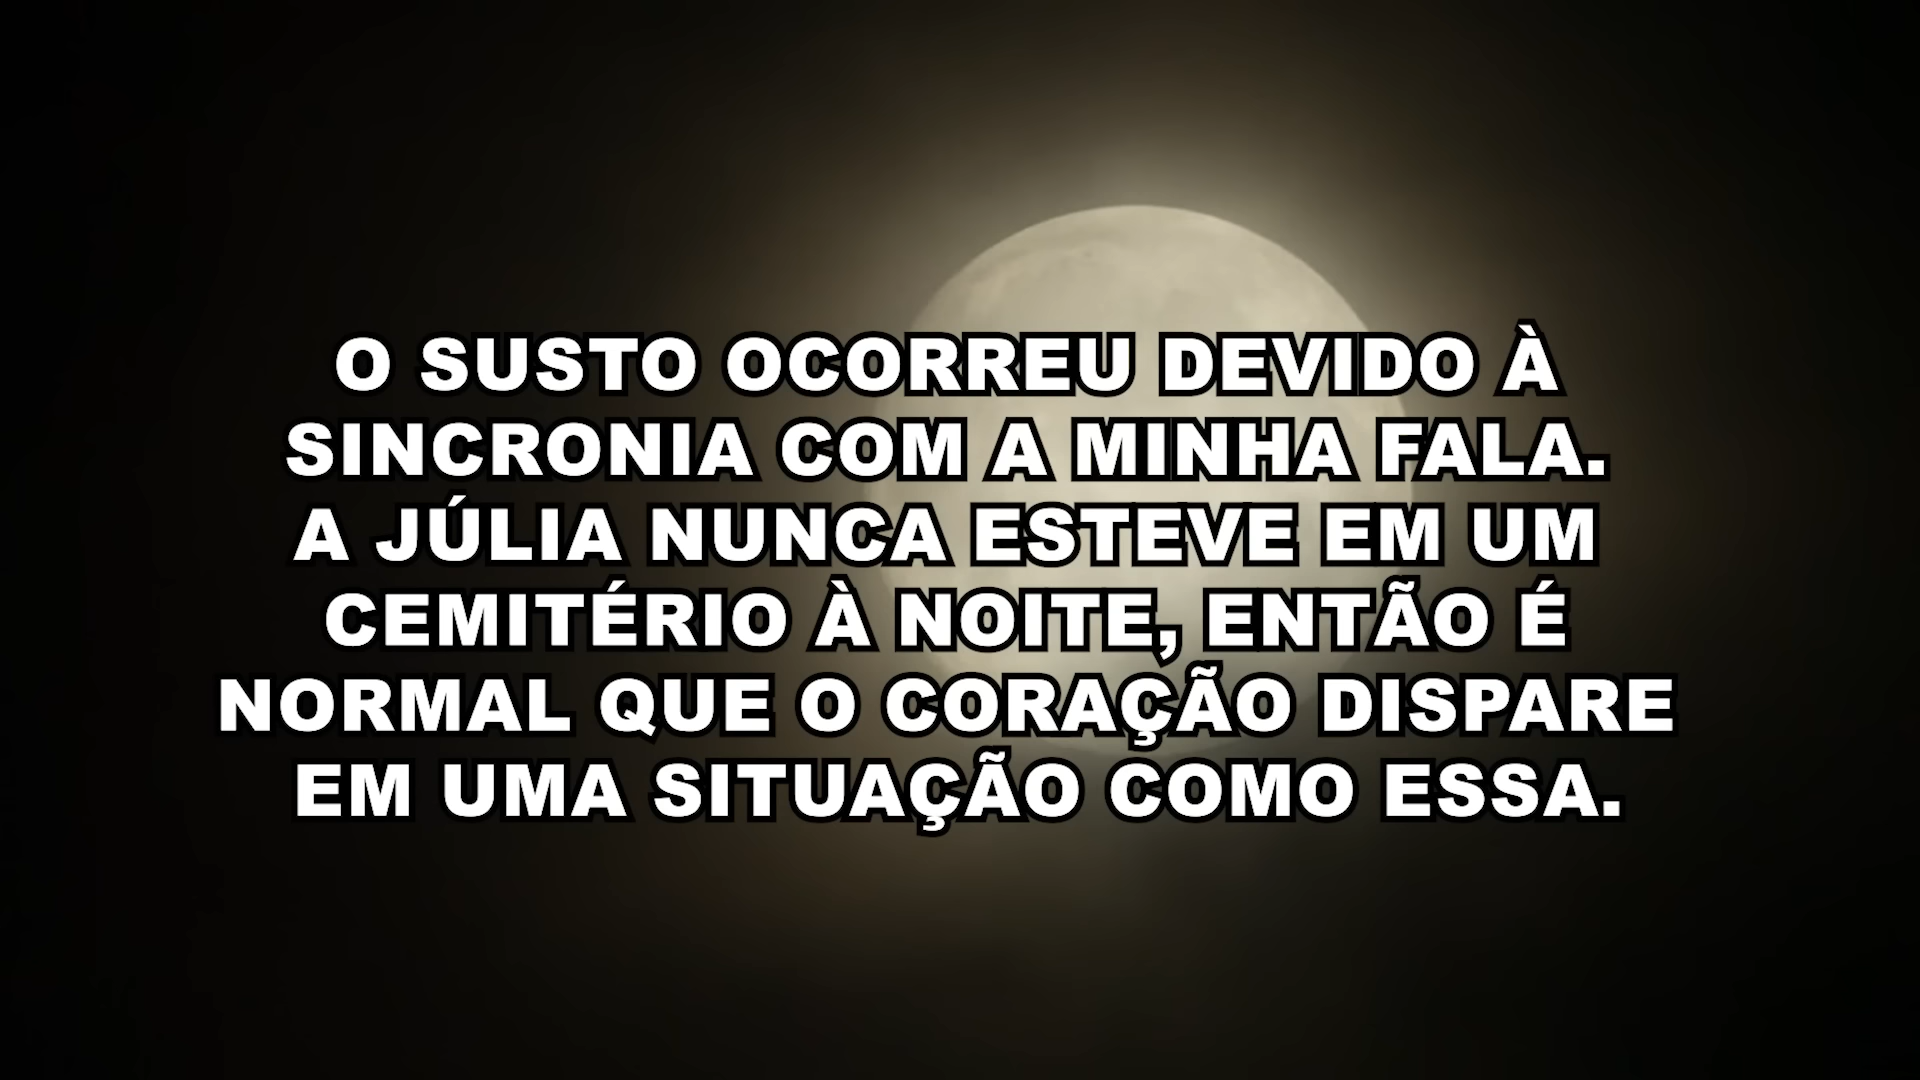 O SUSTO OCORREU DEVIDO À
SINCRONIA COM A MINHA FALA.
A JÚLIA NUNCA ESTEVE EM UM
CEMITÉRIO À NOITE, ENTÃO É
NORMAL QUE O CORAÇÃO DISPARE
EM UMA SITUAÇÃO COMO ESSA.